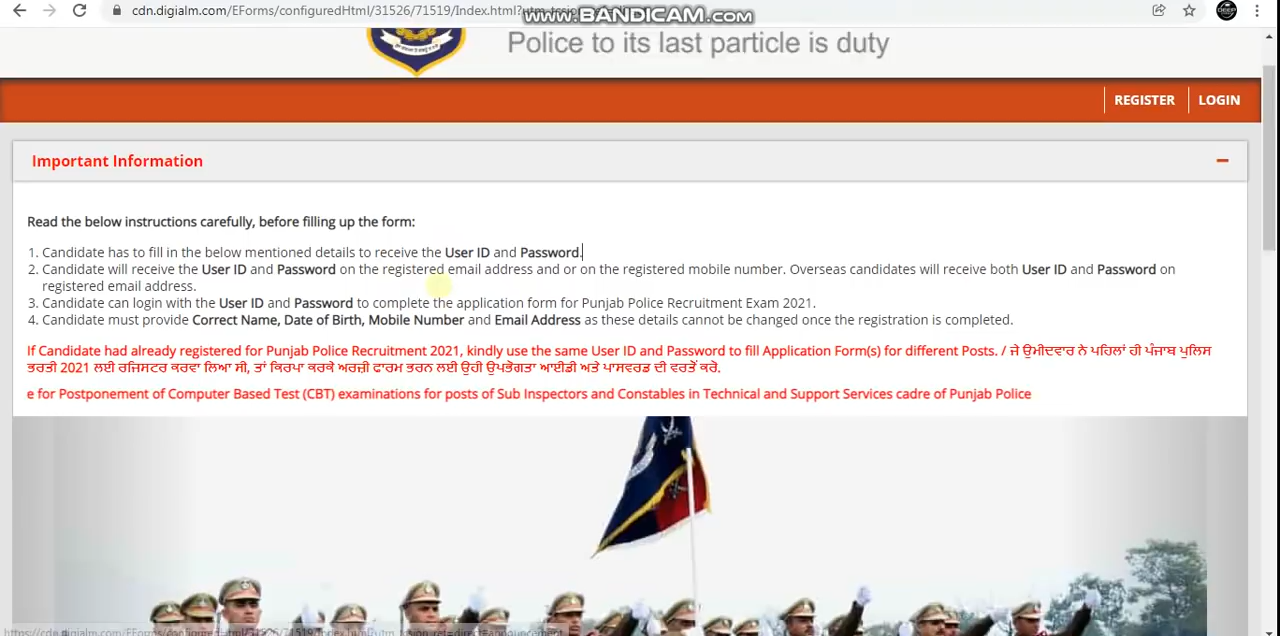 cdn.digialm.com/EForms/configuredHtml/31526/71519/Index.html?
www.BANDICAM.com
Police to its last particle is duty
REGISTER
LOGIN
Important Information
Read the below instructions carefully, before filling up the form:
1. Candidate has to fill in the below mentioned details to receive the User ID and Password.
2. Candidate will receive the User ID and Password on the registered email address and or on the registered mobile number. Overseas candidates will receive both User ID and Password on
registered email address.
3. Candidate can login with the User ID and Password to complete the application form for Punjab Police Recruitment Exam 2021.
4. Candidate must provide Correct Name, Date of Birth, Mobile Number and Email Address as these details cannot be changed once the registration is completed.
If Candidate had already registered for Punjab Police Recruitment 2021, kindly use the same User ID and Password to fill Application Form(s) for different Posts. / ਜੇ ਉਮੀਦਵਾਰ ਨੇ ਪਹਿਲਾਂ ਹੀ ਪੰਜਾਬ ਪੁਲਿਸ
ਭਰਤੀ 2021 ਲਈ ਰਜਿਸਟਰ ਕਰਵਾ ਲਿਆ ਸੀ, ਤਾਂ ਕਿਰਪਾ ਕਰਕੇ ਅਰਜ਼ੀ ਫਾਰਮ ਭਰਨ ਲਈ ਉਹੀ ਉਪਭੋਗਤਾ ਆਈਡੀ ਅਤੇ ਪਾਸਵਰਡ ਦੀ ਵਰਤੋਂ ਕਰੋ.
e for Postponement of Computer Based Test (CBT) examinations for posts of Sub Inspectors and Constables in Technical and Support Services cadre of Punjab Police